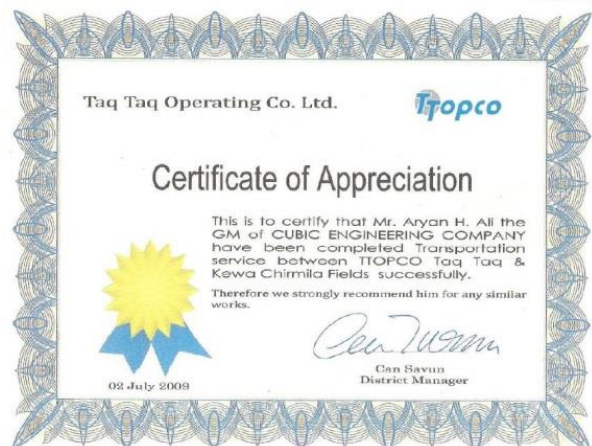 Taq Taq Operating Co. Ltd.
TTOPCO
Certificate of Appreciation
This is to certify that Mr. Aryan H. Ali the
GM of CUBIC ENGINEERING COMPANY
have been completed Transportation
service between TTOPCO Taq Taq &
Kewa Chirmila Fields successfully.
Therefore we strongly recommend him for any similar
works.
Can Savun
District Manager
02 July 2009